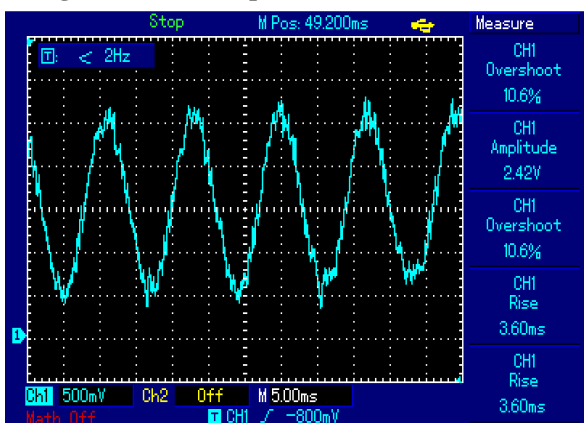 Stop M Pos: 49.200ms Measure
T: < 2Hz
CH1
Overshoot
10.6%
CH1
Amplitude
2.42V
CH1
Overshoot
10.6%
CH1
Rise
3.60ms
CH1
Rise
3.60ms
1
Ch1 500mV Ch2 Off M 5.00ms
Math Off T CH1 / -800mV